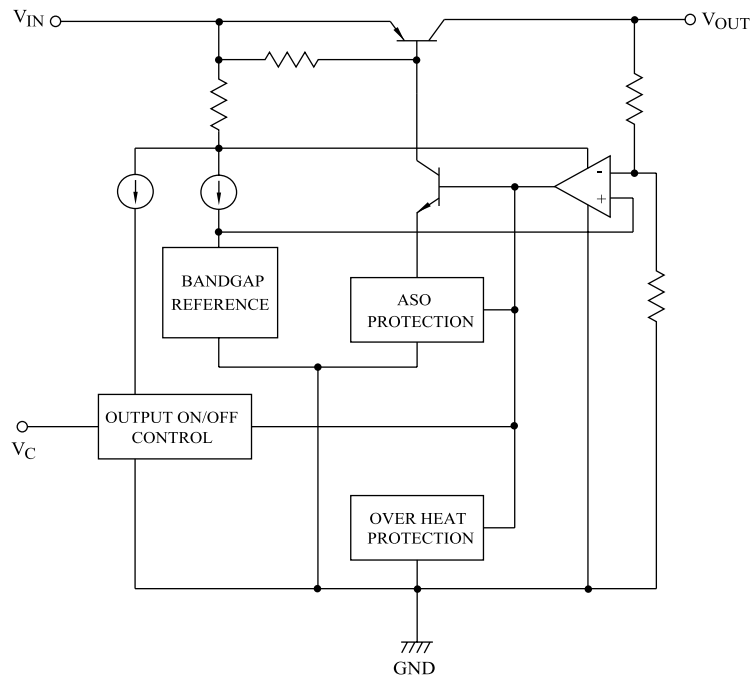 VIN
VOUT
-
+
BANDGAP
REFERENCE
ASO
PROTECTION
OUTPUT ON/OFF
CONTROL
VC
OVER HEAT
PROTECTION
GND